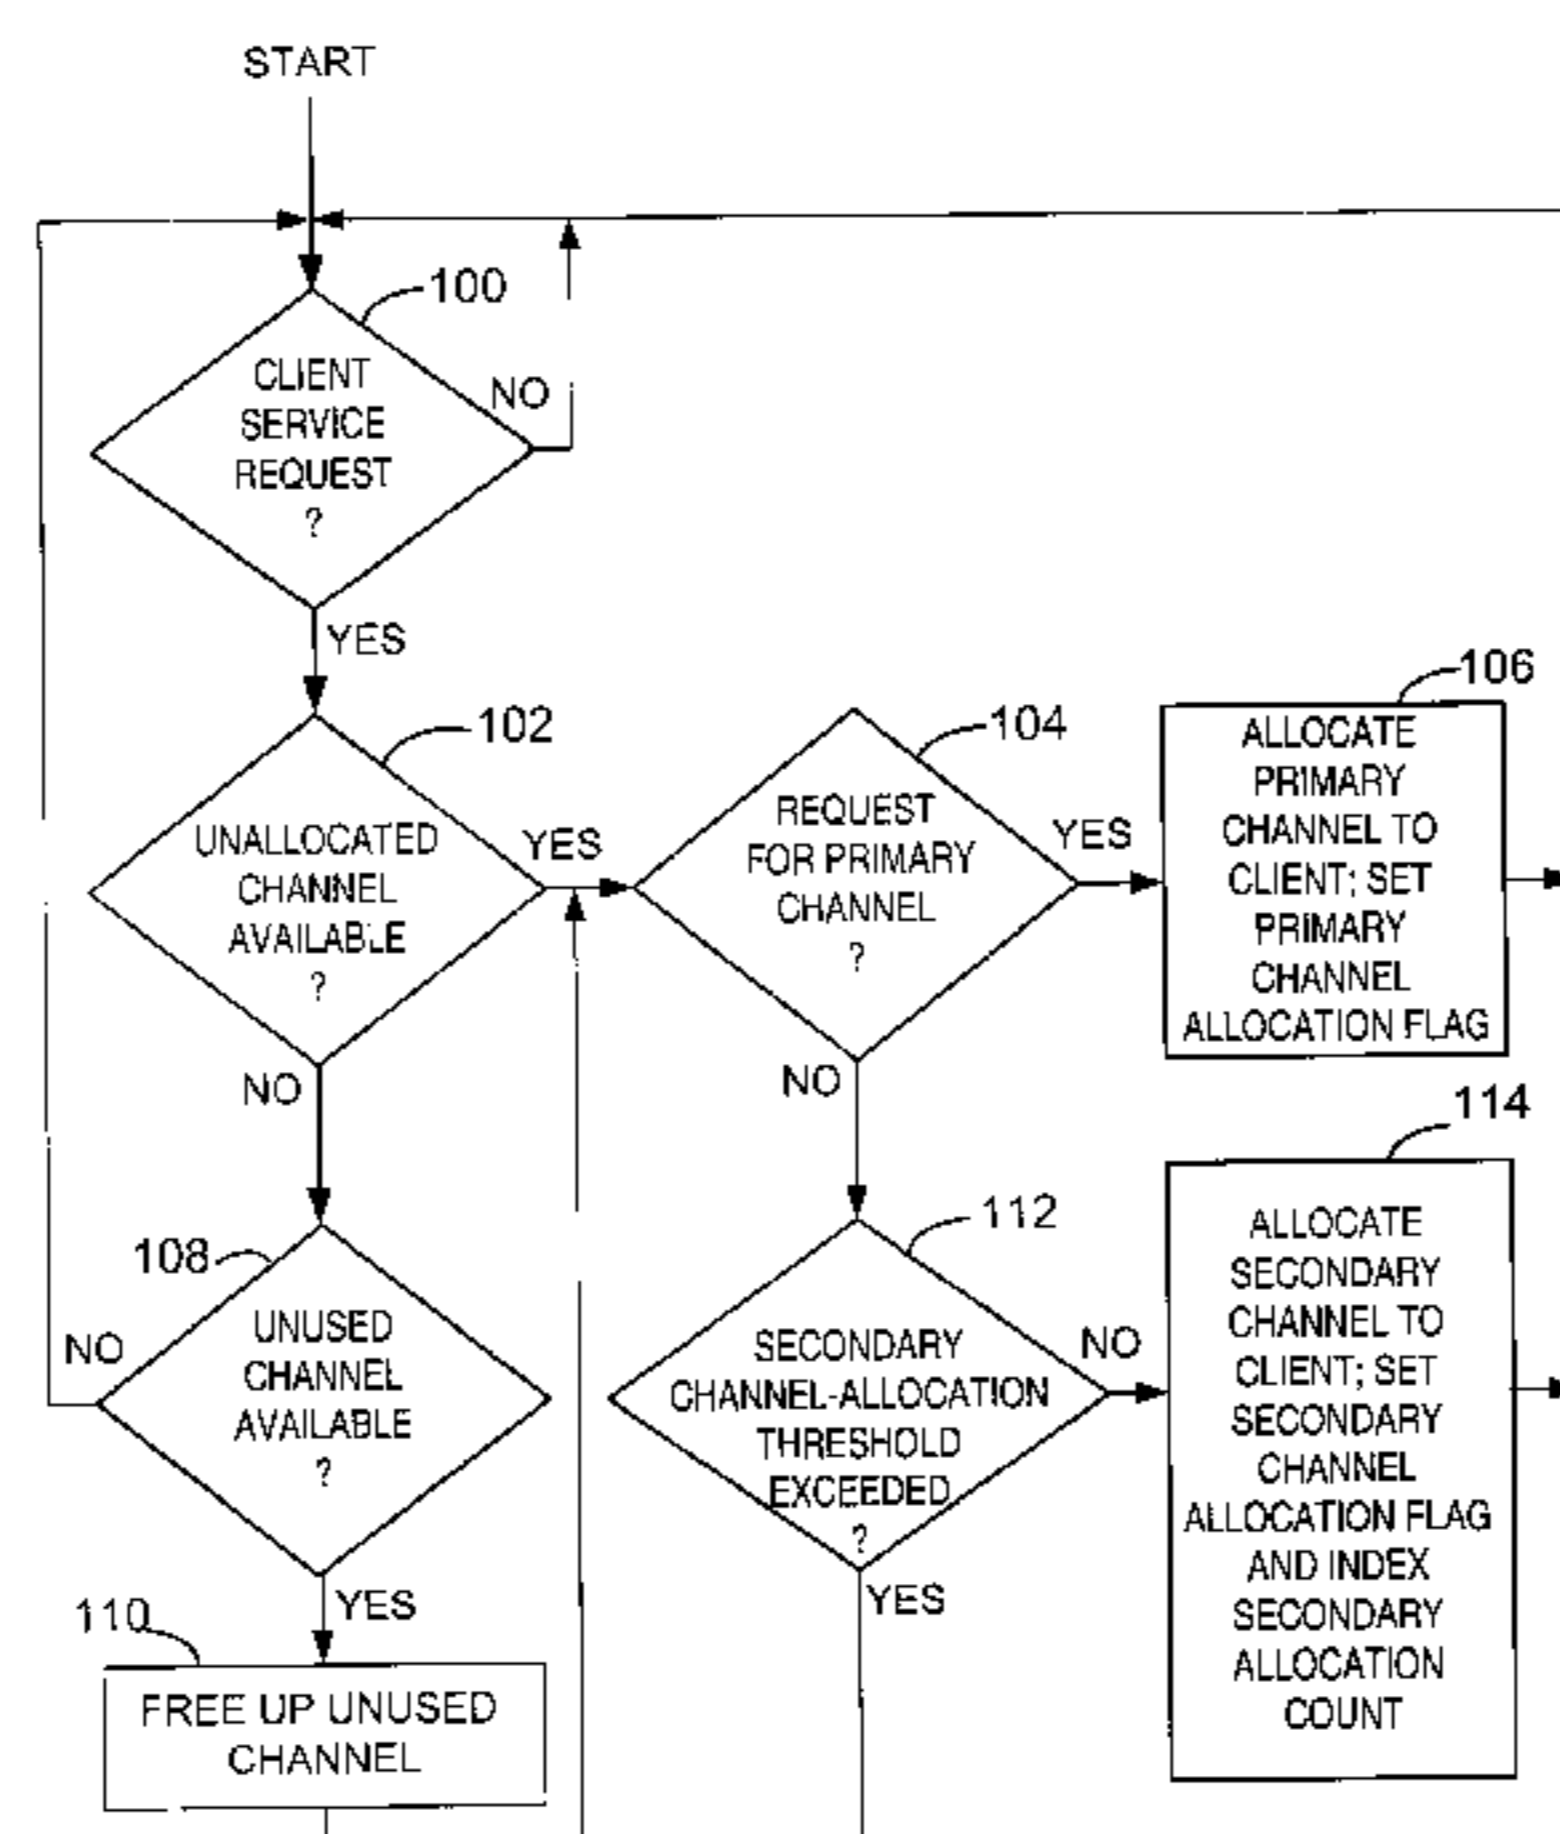 START
100
CLIENT
SERVICE
REQUEST
?
NO
YES
102
UNALLOCATED
CHANNEL
AVAILABLE
?
YES
NO
104
REQUEST
FOR PRIMARY
CHANNEL
?
YES
NO
106
ALLOCATE
PRIMARY
CHANNEL TO
CLIENT; SET
PRIMARY
CHANNEL
ALLOCATION FLAG
108
UNUSED
CHANNEL
AVAILABLE
?
NO
YES
110
FREE UP UNUSED
CHANNEL
112
SECONDARY
CHANNEL-ALLOCATION
THRESHOLD
EXCEEDED
?
NO
YES
114
ALLOCATE
SECONDARY
CHANNEL TO
CLIENT; SET
SECONDARY
CHANNEL
ALLOCATION FLAG
AND INDEX
SECONDARY
ALLOCATION
COUNT